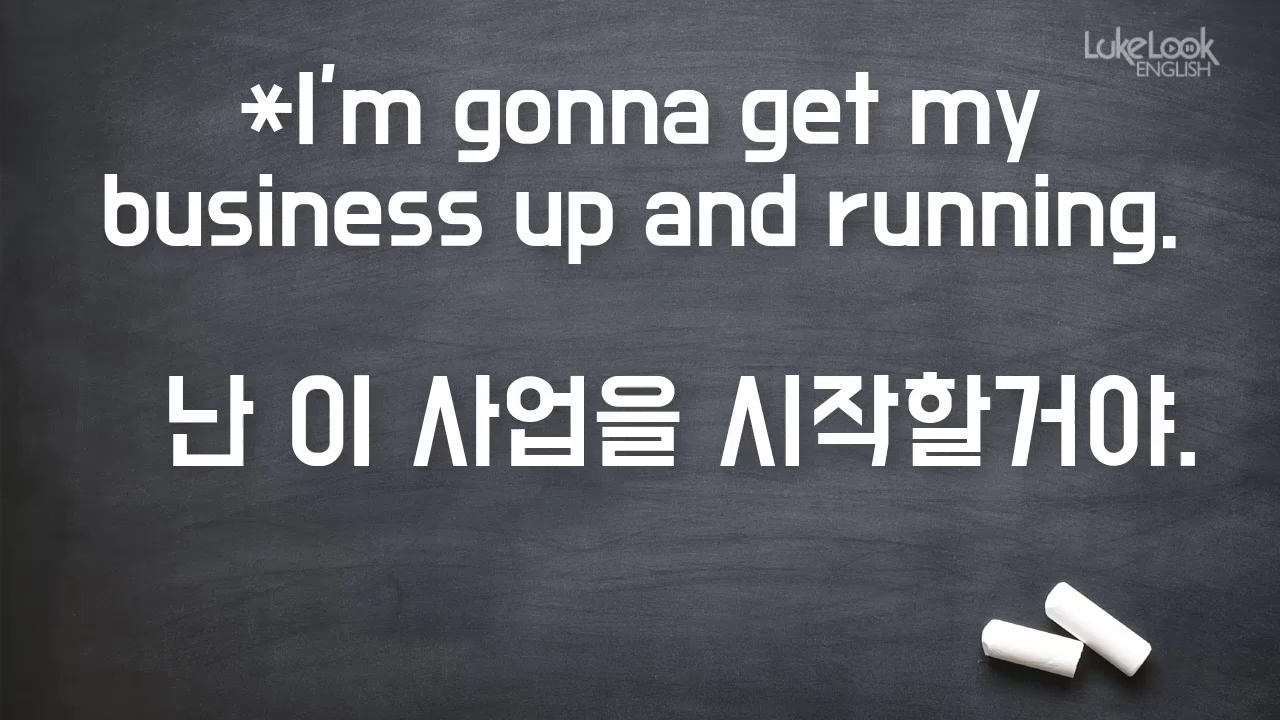 LukeLook
ENGLISH
*I'm gonna get my
business up and running.
난 이 사업을 시작할거야.